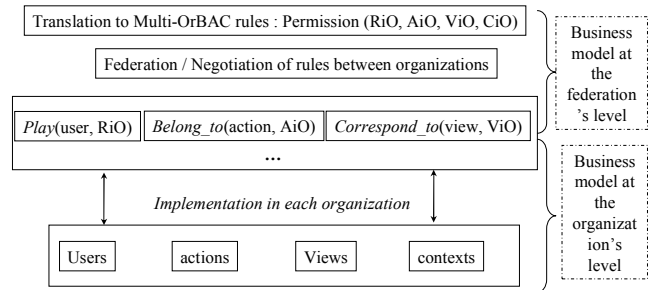 Translation to Multi-OrBAC rules : Permission (RiO, AiO, ViO, CiO)
Federation / Negotiation of rules between organizations
Play(user, RiO)
Belong_to(action, AiO)
Correspond_to(view, ViO)
...
Implementation in each organization
Users
actions
Views
contexts
Business
model at
the
federation
's level
Business
model at
the
organizat
ion's
level